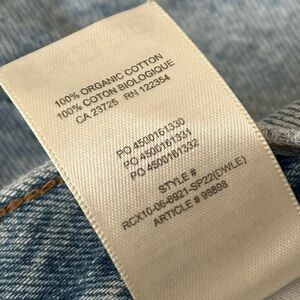 100% ORGANIC COTTON
100% COTON BIOLOGIQUE
CA 23725 RN 122354
PO 4500161330
PO 4500161331
PO 4500161332
STYLE #
RCX10-06-8921-SP22(DWLE)
ARTICLE # 98898